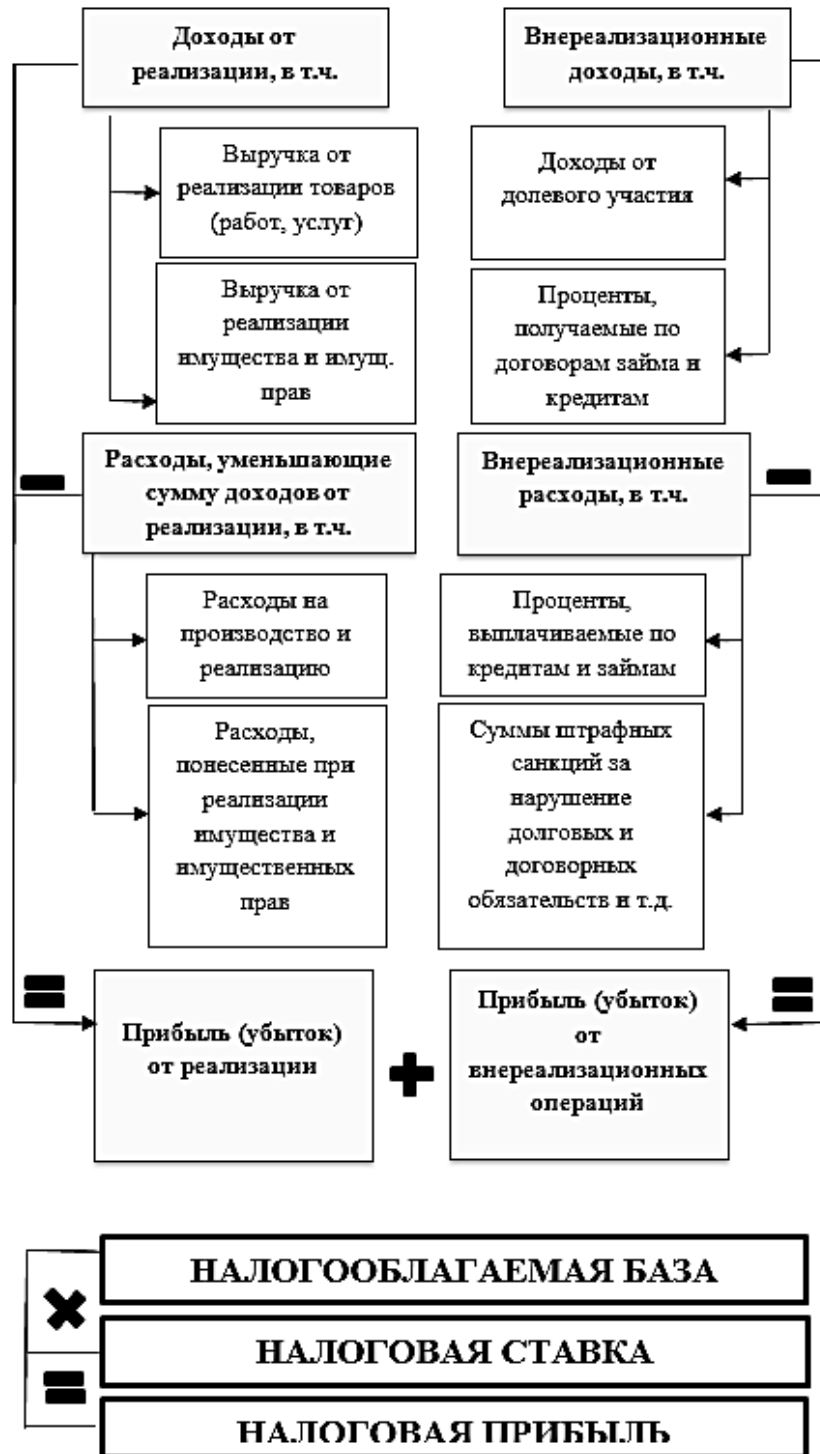 Доходы от
реализации, в т.ч.
Внереализационные
доходы, в т.ч.
Выручка от
реализации товаров
(работ, услуг)
Доходы от
долевого участия
Выручка от
реализации
имущества и имущ.
прав
Проценты,
получаемые по
договорам займа и
кредитам
Расходы, уменьшающие
сумму доходов от
реализации, в т.ч.
Внереализационные
расходы, в т.ч.
Расходы на
производство и
реализацию
Проценты,
выплачиваемые по
кредитам и займам
Расходы,
понесенные при
реализации
имущества и
имущественных
прав
Суммы штрафных
санкций за
нарушение
долговых и
договорных
обязательств и т.д.
Прибыль (убыток)
от реализации
Прибыль (убыток)
от
внереализационных
операций
НАЛОГООБЛАГАЕМАЯ БАЗА
НАЛОГОВАЯ СТАВКА
НАЛОГОВАЯ ПРИБЫЛЬ